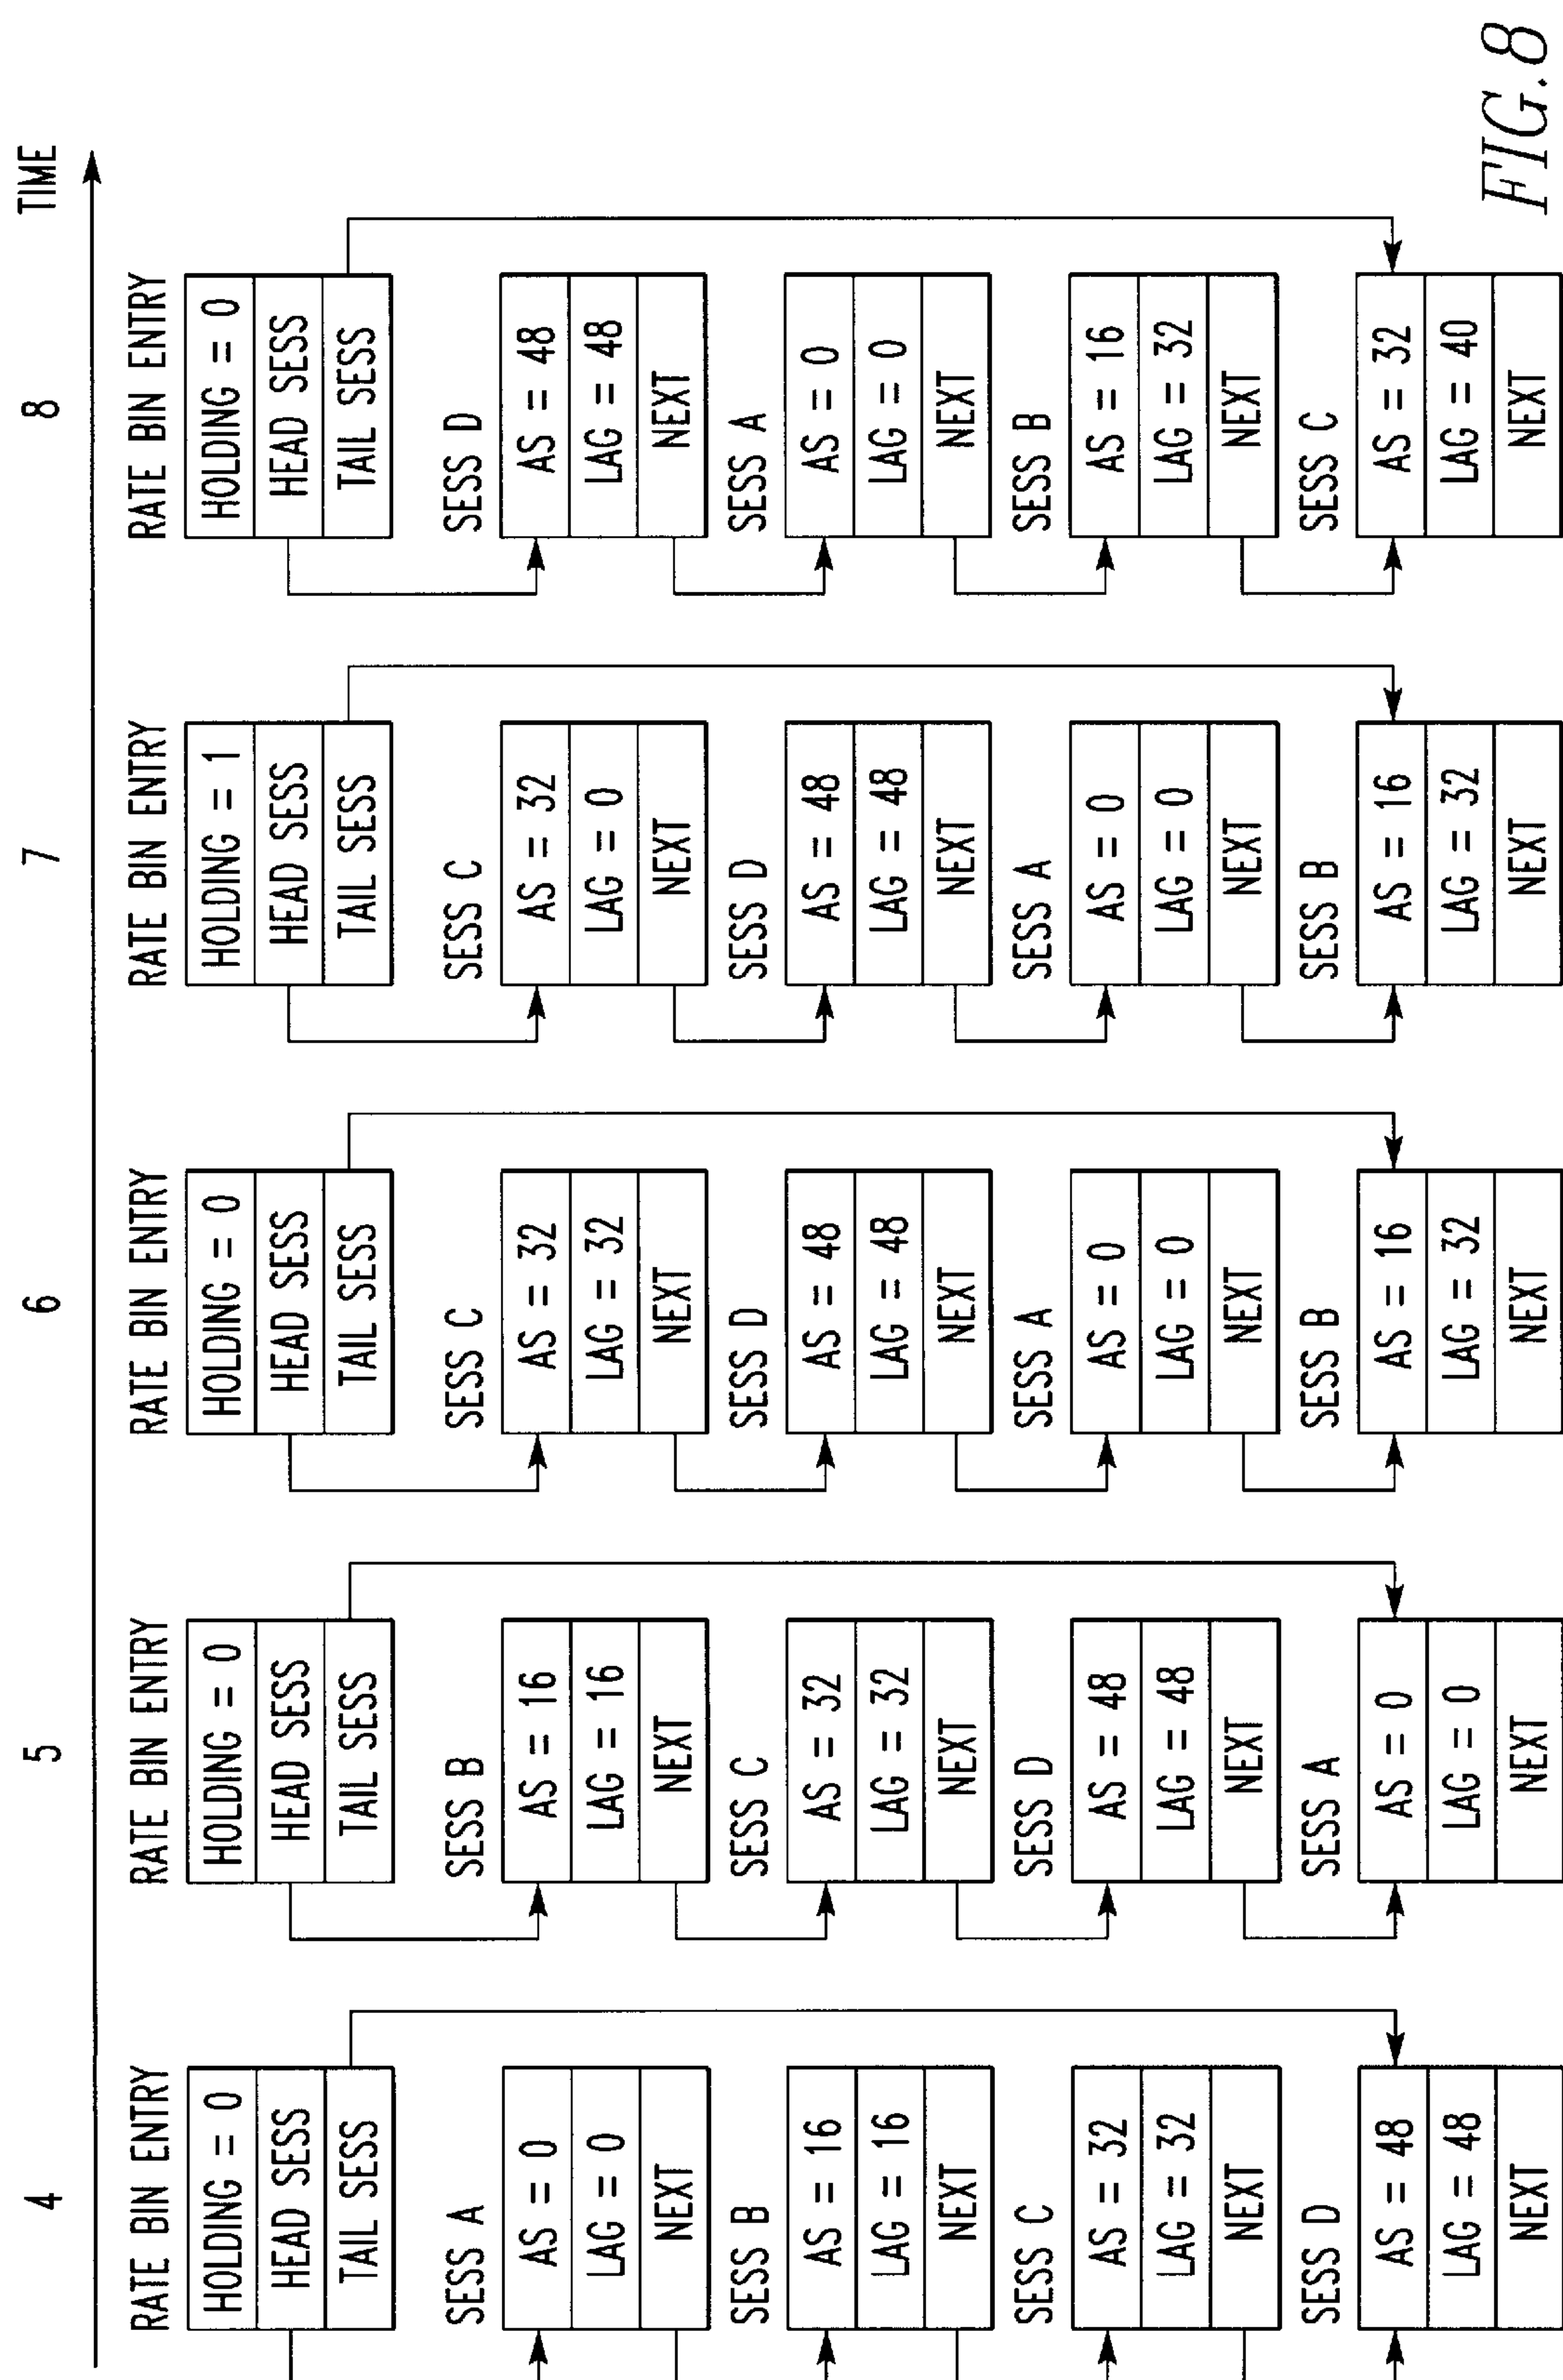 4 5 6 7 8 TIME
RATE BIN ENTRY
HOLDING = 0
HEAD SESS
TAIL SESS
SESS A
AS = 0
LAG = 0
NEXT
SESS B
AS = 16
LAG = 16
NEXT
SESS C
AS = 32
LAG = 32
NEXT
SESS D
AS = 48
LAG = 48
NEXT
RATE BIN ENTRY
HOLDING = 0
HEAD SESS
TAIL SESS
SESS B
AS = 16
LAG = 16
NEXT
SESS C
AS = 32
LAG = 32
NEXT
SESS D
AS = 48
LAG = 48
NEXT
SESS A
AS = 0
LAG = 0
NEXT
RATE BIN ENTRY
HOLDING = 0
HEAD SESS
TAIL SESS
SESS C
AS = 32
LAG = 32
NEXT
SESS D
AS = 48
LAG = 48
NEXT
SESS A
AS = 0
LAG = 0
NEXT
SESS B
AS = 16
LAG = 32
NEXT
RATE BIN ENTRY
HOLDING = 1
HEAD SESS
TAIL SESS
SESS C
AS = 32
LAG = 0
NEXT
SESS D
AS = 48
LAG = 48
NEXT
SESS A
AS = 0
LAG = 0
NEXT
SESS B
AS = 16
LAG = 32
NEXT
RATE BIN ENTRY
HOLDING = 0
HEAD SESS
TAIL SESS
SESS D
AS = 48
LAG = 48
NEXT
SESS A
AS = 0
LAG = 0
NEXT
SESS B
AS = 16
LAG = 32
NEXT
SESS C
AS = 32
LAG = 40
NEXT
FIG.8